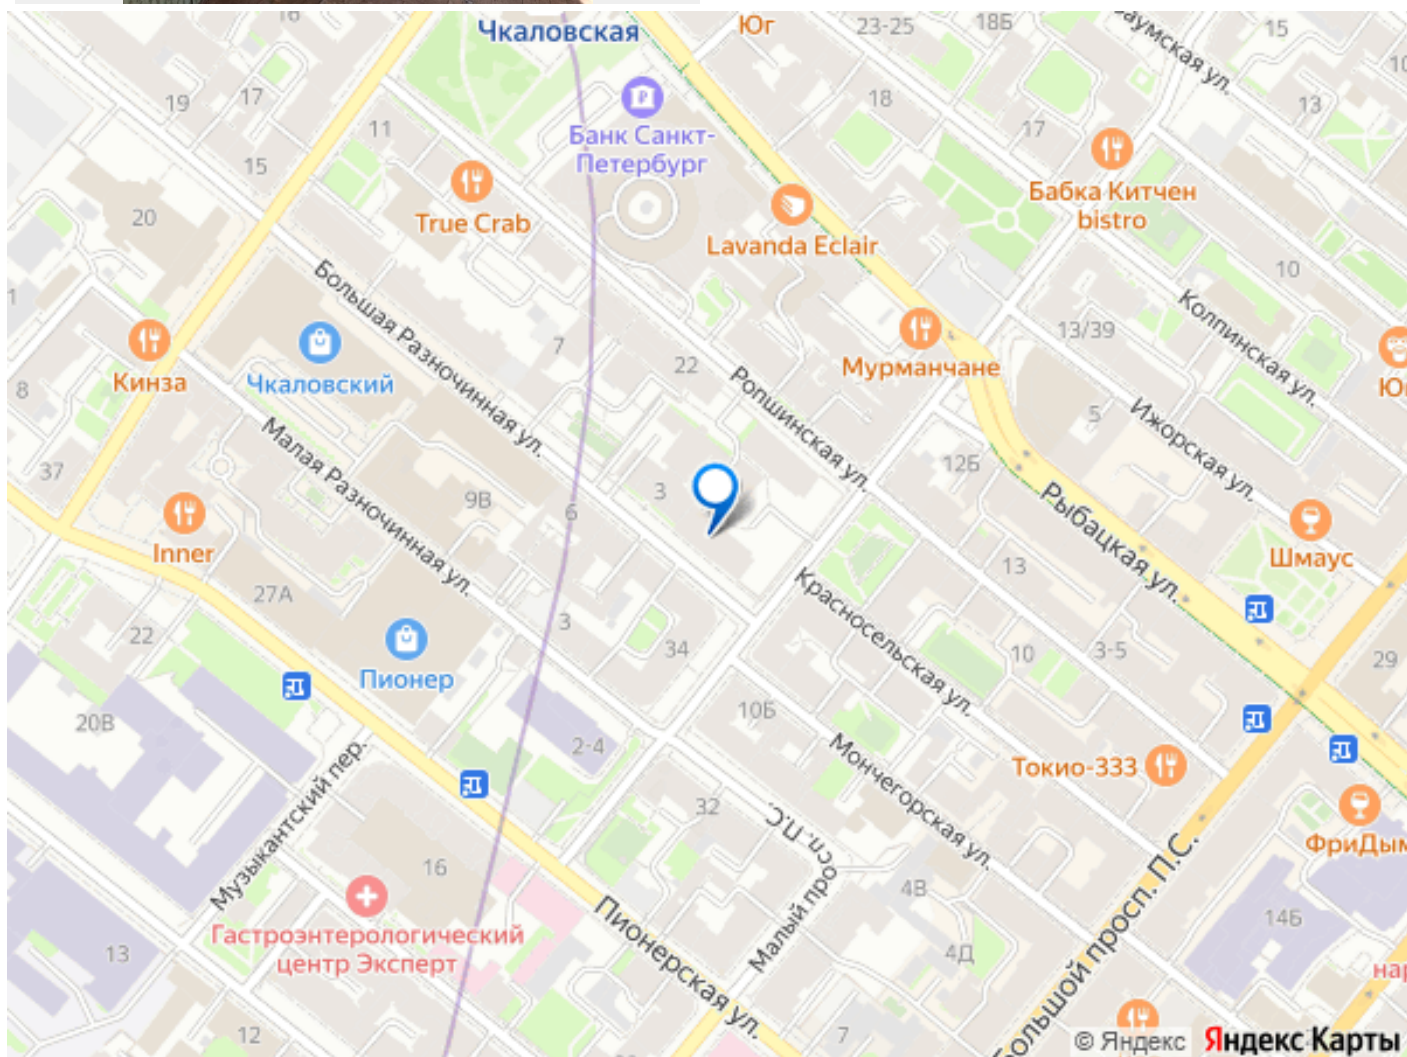 Чкаловская
Юг
23-25
18Б
15
16
17
19
11
18
17
13
15
20
Банк Санкт-
Петербург
True Crab
Lavanda Eclair
Бабка Китчен
bistro
10
Большая Разночинная ул.
Колпинская ул.
13/39
Мурманчане
Кинза
Чкаловский
7
22
8
Ропшинская ул.
Ижорская ул.
5
37
Малая Разночинная ул.
9В
6
3
12Б
Рыбацкая ул.
Inner
Шмаус
27А
13
Красносельская ул.
22
3
34
10
3-5
29
Пионер
20В
10Б
2-4
Музыкантский пер.
Мончегорская ул.
Токио-333
32
Малый просп. П.С.
16
Большой просп. П.С.
4В
14Б
Гастроэнтерологический
центр Эксперт
Пионерская ул.
13
4Д
12
7
© Яндекс Яндекс Карты